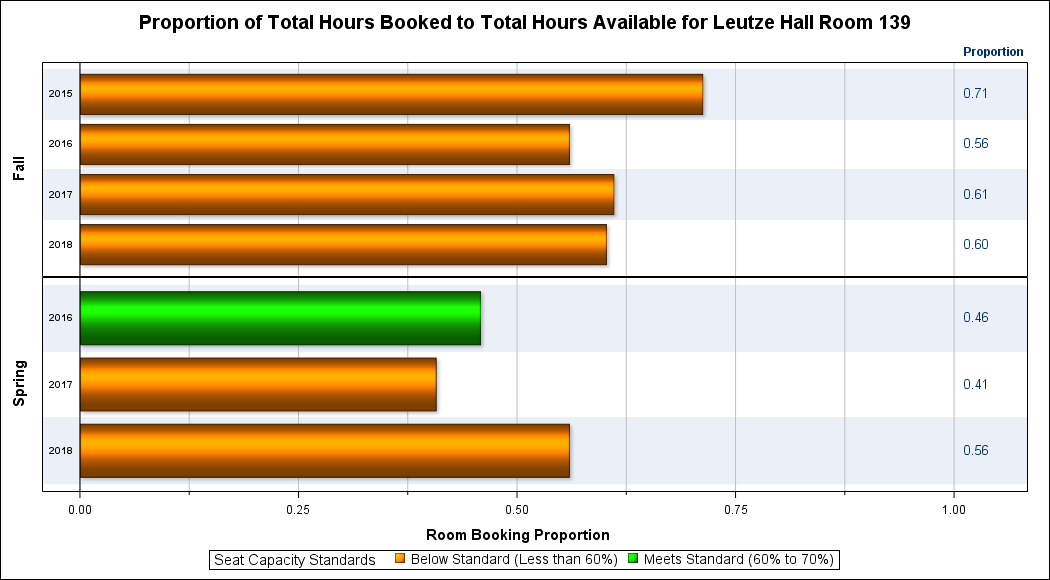 Proportion of Total Hours Booked to Total Hours Available for Leutze Hall Room 139
Proportion
Fall
2015 0.71
2016 0.56
2017 0.61
2018 0.60
Spring
2016 0.46
2017 0.41
2018 0.56
0.00 0.25 0.50 0.75 1.00
Room Booking Proportion
Seat Capacity Standards Below Standard (Less than 60%) Meets Standard (60% to 70%)